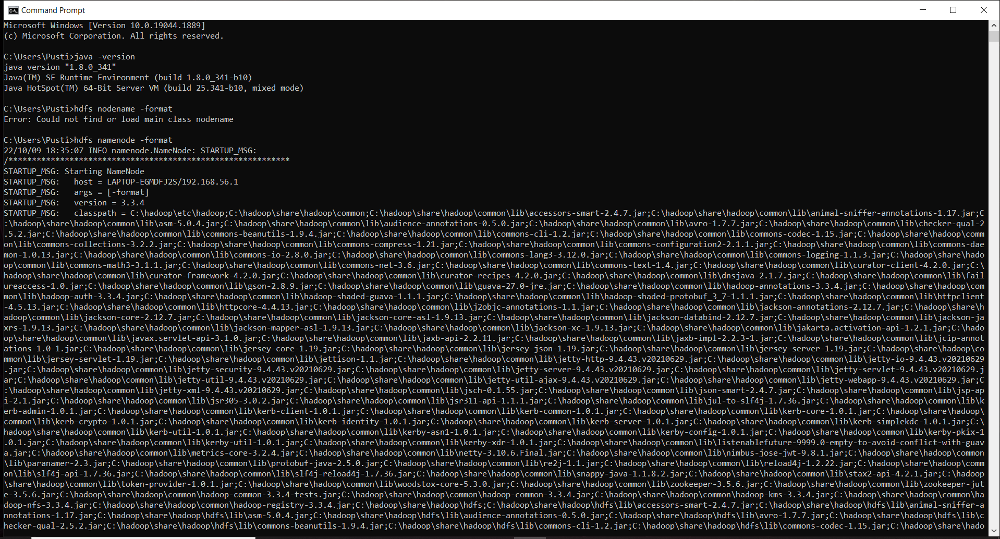 Command Prompt
Microsoft Windows [Version 10.0.19044.1889]
(c) Microsoft Corporation. All rights reserved.
C:\Users\Pusti>java -version
java version "1.8.0_341"
Java(TM) SE Runtime Environment (build 1.8.0_341-b10)
Java HotSpot(TM) 64-Bit Server VM (build 25.341-b10, mixed mode)
C:\Users\Pusti>hdfs nodename -format
Error: Could not find or load main class nodename
C:\Users\Pusti>hdfs namenode -format
22/10/09 18:35:07 INFO namenode.NameNode: STARTUP_MSG:
/************************************************************
STARTUP_MSG: Starting NameNode
STARTUP_MSG:   host = LAPTOP-EGMDFJ2S/192.168.56.1
STARTUP_MSG:   args = [-format]
STARTUP_MSG:   version = 3.3.4
STARTUP_MSG:   classpath = C:\hadoop\etc\hadoop;C:\hadoop\share\hadoop\common;C:\hadoop\share\hadoop\common\lib\accessors-smart-2.4.7.jar;C:\hadoop\share\hadoop\common\lib\animal-sniffer-annotations-1.17.jar;C
:\hadoop\share\hadoop\common\lib\asm-5.0.4.jar;C:\hadoop\share\hadoop\common\lib\audience-annotations-0.5.0.jar;C:\hadoop\share\hadoop\common\lib\avro-1.7.7.jar;C:\hadoop\share\hadoop\common\lib\checker-qual-2
.5.2.jar;C:\hadoop\share\hadoop\common\lib\commons-beanutils-1.9.4.jar;C:\hadoop\share\hadoop\common\lib\commons-cli-1.2.jar;C:\hadoop\share\hadoop\common\lib\commons-codec-1.15.jar;C:\hadoop\share\hadoop\comm
on\lib\commons-collections-3.2.2.jar;C:\hadoop\share\hadoop\common\lib\commons-compress-1.21.jar;C:\hadoop\share\hadoop\common\lib\commons-configuration2-2.1.1.jar;C:\hadoop\share\hadoop\common\lib\commons-dae
mon-1.0.13.jar;C:\hadoop\share\hadoop\common\lib\commons-io-2.8.0.jar;C:\hadoop\share\hadoop\common\lib\commons-lang3-3.12.0.jar;C:\hadoop\share\hadoop\common\lib\commons-logging-1.1.3.jar;C:\hadoop\share\hado
op\common\lib\commons-math3-3.1.1.jar;C:\hadoop\share\hadoop\common\lib\commons-net-3.6.jar;C:\hadoop\share\hadoop\common\lib\commons-text-1.4.jar;C:\hadoop\share\hadoop\common\lib\curator-client-4.2.0.jar;C:\
hadoop\share\hadoop\common\lib\curator-framework-4.2.0.jar;C:\hadoop\share\hadoop\common\lib\curator-recipes-4.2.0.jar;C:\hadoop\share\hadoop\common\lib\dnsjava-2.1.7.jar;C:\hadoop\share\hadoop\common\lib\fail
ureaccess-1.0.jar;C:\hadoop\share\hadoop\common\lib\gson-2.8.9.jar;C:\hadoop\share\hadoop\common\lib\guava-27.0-jre.jar;C:\hadoop\share\hadoop\common\lib\hadoop-annotations-3.3.4.jar;C:\hadoop\share\hadoop\com
mon\lib\hadoop-auth-3.3.4.jar;C:\hadoop\share\hadoop\common\lib\hadoop-shaded-guava-1.1.1.jar;C:\hadoop\share\hadoop\common\lib\hadoop-shaded-protobuf_3_7-1.1.1.jar;C:\hadoop\share\hadoop\common\lib\httpclient
-4.5.13.jar;C:\hadoop\share\hadoop\common\lib\httpcore-4.4.13.jar;C:\hadoop\share\hadoop\common\lib\j2objc-annotations-1.1.jar;C:\hadoop\share\hadoop\common\lib\jackson-annotations-2.12.7.jar;C:\hadoop\share\h
adoop\common\lib\jackson-core-2.12.7.jar;C:\hadoop\share\hadoop\common\lib\jackson-core-asl-1.9.13.jar;C:\hadoop\share\hadoop\common\lib\jackson-databind-2.12.7.jar;C:\hadoop\share\hadoop\common\lib\jackson-ja
xrs-1.9.13.jar;C:\hadoop\share\hadoop\common\lib\jackson-mapper-asl-1.9.13.jar;C:\hadoop\share\hadoop\common\lib\jackson-xc-1.9.13.jar;C:\hadoop\share\hadoop\common\lib\jakarta.activation-api-1.2.1.jar;C:\hado
op\share\hadoop\common\lib\javax.servlet-api-3.1.0.jar;C:\hadoop\share\hadoop\common\lib\jaxb-api-2.2.11.jar;C:\hadoop\share\hadoop\common\lib\jaxb-impl-2.2.3-1.jar;C:\hadoop\share\hadoop\common\lib\jcip-annot
ations-1.0-1.jar;C:\hadoop\share\hadoop\common\lib\jersey-core-1.19.jar;C:\hadoop\share\hadoop\common\lib\jersey-json-1.19.jar;C:\hadoop\share\hadoop\common\lib\jersey-server-1.19.jar;C:\hadoop\share\hadoop\co
mmon\lib\jersey-servlet-1.19.jar;C:\hadoop\share\hadoop\common\lib\jettison-1.1.jar;C:\hadoop\share\hadoop\common\lib\jetty-http-9.4.43.v20210629.jar;C:\hadoop\share\hadoop\common\lib\jetty-io-9.4.43.v20210629
.jar;C:\hadoop\share\hadoop\common\lib\jetty-security-9.4.43.v20210629.jar;C:\hadoop\share\hadoop\common\lib\jetty-server-9.4.43.v20210629.jar;C:\hadoop\share\hadoop\common\lib\jetty-servlet-9.4.43.v20210629.j
ar;C:\hadoop\share\hadoop\common\lib\jetty-util-9.4.43.v20210629.jar;C:\hadoop\share\hadoop\common\lib\jetty-util-ajax-9.4.43.v20210629.jar;C:\hadoop\share\hadoop\common\lib\jetty-webapp-9.4.43.v20210629.jar;C
:\hadoop\share\hadoop\common\lib\jetty-xml-9.4.43.v20210629.jar;C:\hadoop\share\hadoop\common\lib\jsch-0.1.55.jar;C:\hadoop\share\hadoop\common\lib\json-smart-2.4.7.jar;C:\hadoop\share\hadoop\common\lib\jsp-ap
i-2.1.jar;C:\hadoop\share\hadoop\common\lib\jsr305-3.0.2.jar;C:\hadoop\share\hadoop\common\lib\jsr311-api-1.1.1.jar;C:\hadoop\share\hadoop\common\lib\jul-to-slf4j-1.7.36.jar;C:\hadoop\share\hadoop\common\lib\k
erb-admin-1.0.1.jar;C:\hadoop\share\hadoop\common\lib\kerb-client-1.0.1.jar;C:\hadoop\share\hadoop\common\lib\kerb-common-1.0.1.jar;C:\hadoop\share\hadoop\common\lib\kerb-core-1.0.1.jar;C:\hadoop\share\hadoop\
common\lib\kerb-crypto-1.0.1.jar;C:\hadoop\share\hadoop\common\lib\kerb-identity-1.0.1.jar;C:\hadoop\share\hadoop\common\lib\kerb-server-1.0.1.jar;C:\hadoop\share\hadoop\common\lib\kerb-simplekdc-1.0.1.jar;C:\
hadoop\share\hadoop\common\lib\kerb-util-1.0.1.jar;C:\hadoop\share\hadoop\common\lib\kerby-asn1-1.0.1.jar;C:\hadoop\share\hadoop\common\lib\kerby-config-1.0.1.jar;C:\hadoop\share\hadoop\common\lib\kerby-pkix-1
.0.1.jar;C:\hadoop\share\hadoop\common\lib\kerby-util-1.0.1.jar;C:\hadoop\share\hadoop\common\lib\kerby-xdr-1.0.1.jar;C:\hadoop\share\hadoop\common\lib\listenablefuture-9999.0-empty-to-avoid-conflict-with-guav
a.jar;C:\hadoop\share\hadoop\common\lib\metrics-core-3.2.4.jar;C:\hadoop\share\hadoop\common\lib\netty-3.10.6.Final.jar;C:\hadoop\share\hadoop\common\lib\nimbus-jose-jwt-9.8.1.jar;C:\hadoop\share\hadoop\common
\lib\paranamer-2.3.jar;C:\hadoop\share\hadoop\common\lib\protobuf-java-2.5.0.jar;C:\hadoop\share\hadoop\common\lib\re2j-1.1.jar;C:\hadoop\share\hadoop\common\lib\reload4j-1.2.22.jar;C:\hadoop\share\hadoop\comm
on\lib\slf4j-api-1.7.36.jar;C:\hadoop\share\hadoop\common\lib\slf4j-reload4j-1.7.36.jar;C:\hadoop\share\hadoop\common\lib\snappy-java-1.1.8.2.jar;C:\hadoop\share\hadoop\common\lib\stax2-api-4.2.1.jar;C:\hadoop
\share\hadoop\common\lib\token-provider-1.0.1.jar;C:\hadoop\share\hadoop\common\lib\woodstox-core-5.3.0.jar;C:\hadoop\share\hadoop\common\lib\zookeeper-3.5.6.jar;C:\hadoop\share\hadoop\common\lib\zookeeper-jut
e-3.5.6.jar;C:\hadoop\share\hadoop\common\hadoop-common-3.3.4-tests.jar;C:\hadoop\share\hadoop\common\hadoop-common-3.3.4.jar;C:\hadoop\share\hadoop\common\hadoop-kms-3.3.4.jar;C:\hadoop\share\hadoop\common\ha
doop-nfs-3.3.4.jar;C:\hadoop\share\hadoop\common\hadoop-registry-3.3.4.jar;C:\hadoop\share\hadoop\hdfs;C:\hadoop\share\hadoop\hdfs\lib\accessors-smart-2.4.7.jar;C:\hadoop\share\hadoop\hdfs\lib\animal-sniffer-a
nnotations-1.17.jar;C:\hadoop\share\hadoop\hdfs\lib\asm-5.0.4.jar;C:\hadoop\share\hadoop\hdfs\lib\audience-annotations-0.5.0.jar;C:\hadoop\share\hadoop\hdfs\lib\avro-1.7.7.jar;C:\hadoop\share\hadoop\hdfs\lib\c
hecker-qual-2.5.2.jar;C:\hadoop\share\hadoop\hdfs\lib\commons-beanutils-1.9.4.jar;C:\hadoop\share\hadoop\hdfs\lib\commons-cli-1.2.jar;C:\hadoop\share\hadoop\hdfs\lib\commons-codec-1.15.jar;C:\hadoop\share\hado